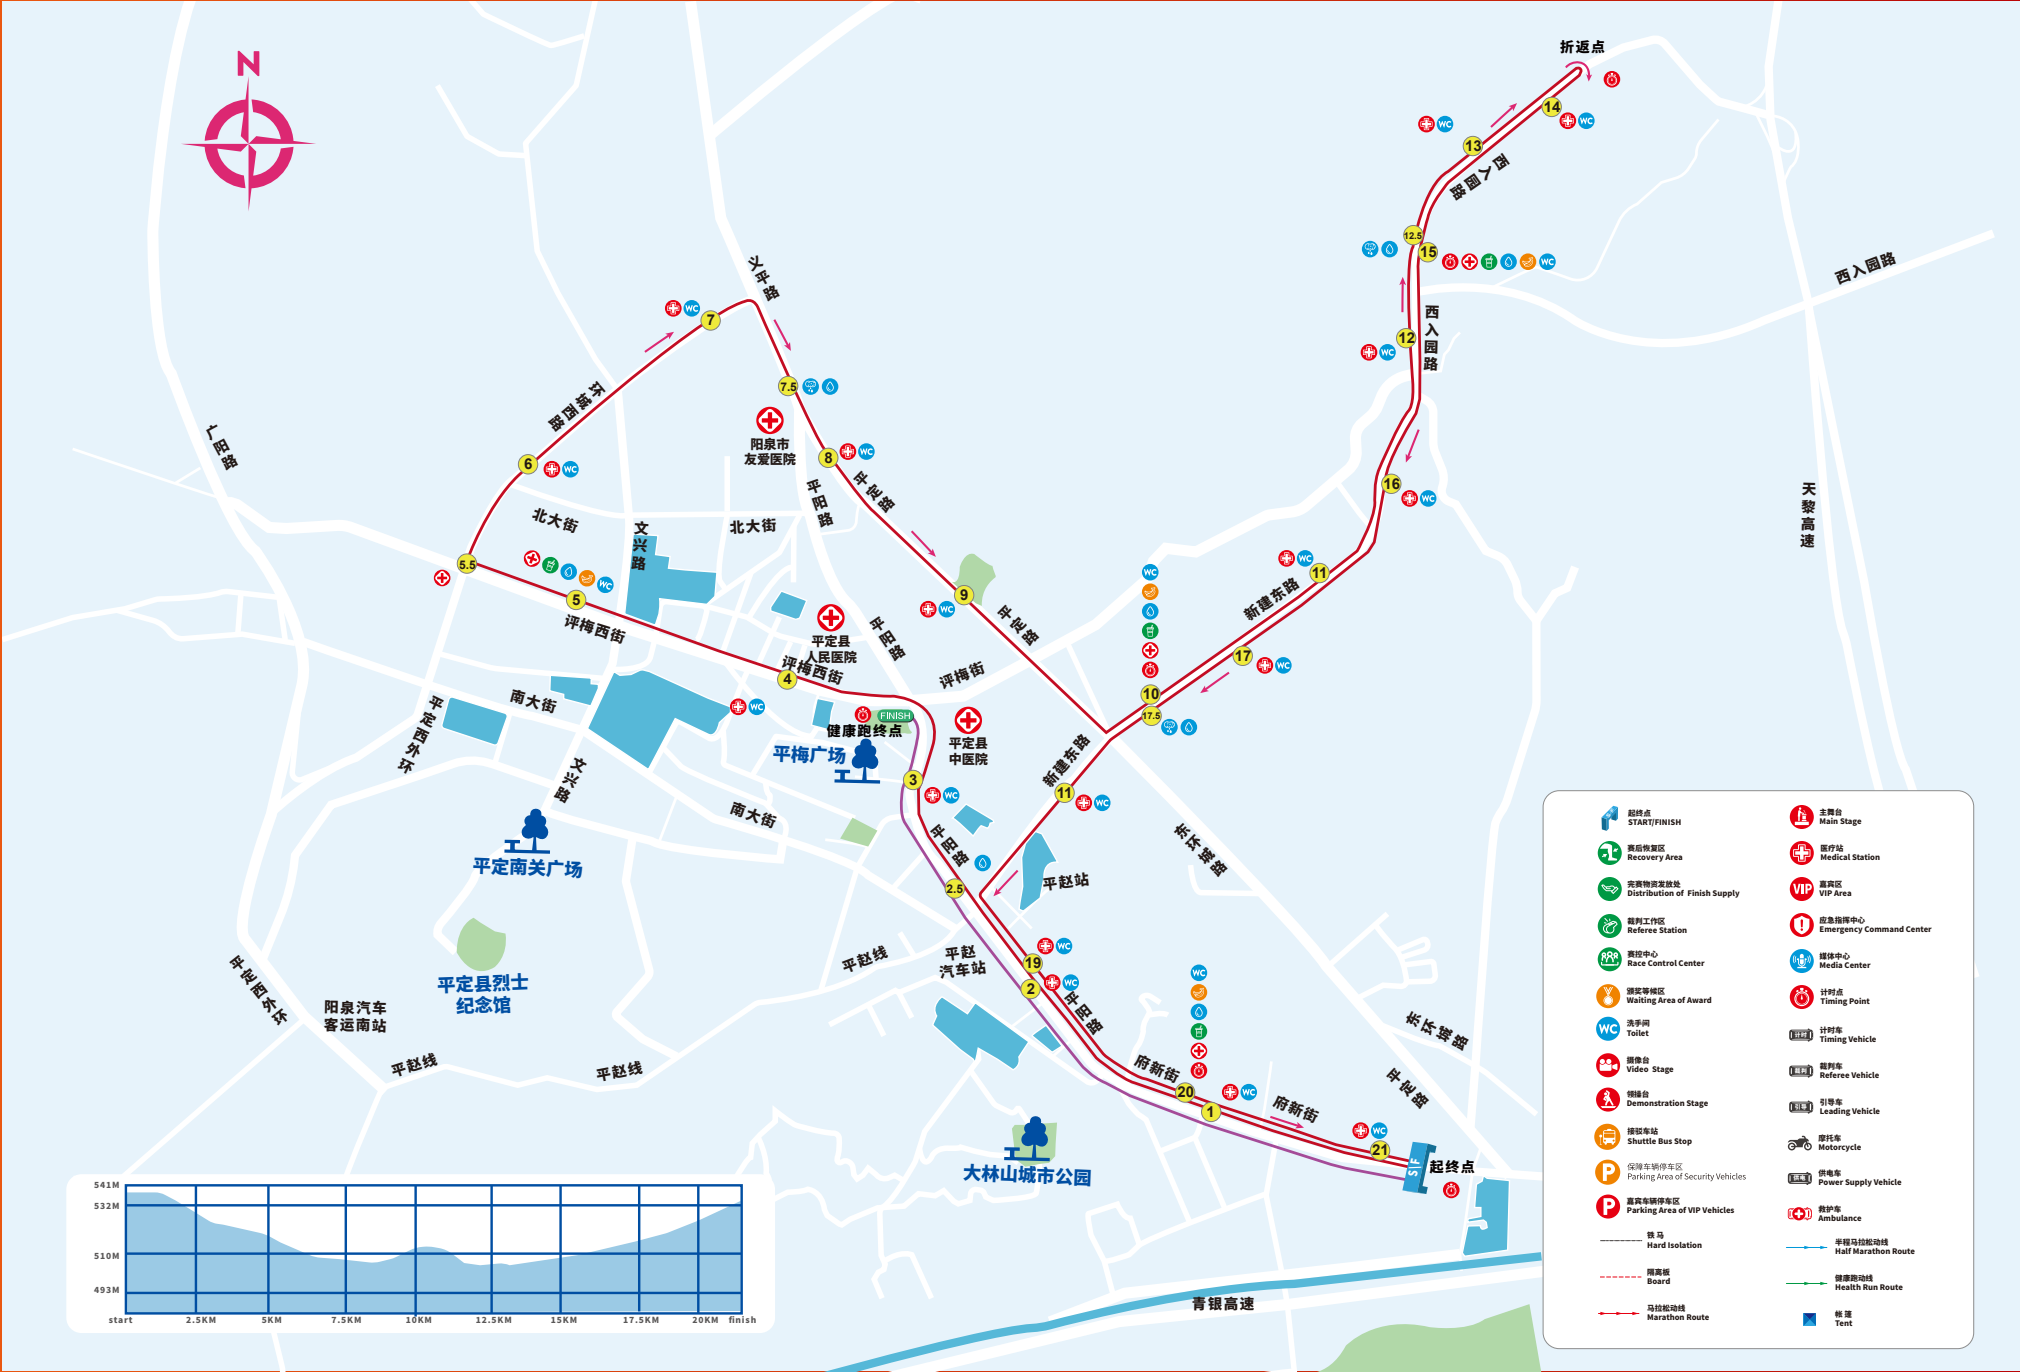 N
折返点
14
13
西入园路
12.5
15
WC
西入园路
西入园路
12
义平路
7
7.5
环城西路
阳泉市
友爱医院
8
广阳路
6
平阳路
平定路
16
天黎高速
北大街
文兴路
北大街
5.5
5
评梅西街
11
新建东路
9
平定路
平定县
人民医院
平阳路
评梅西街
4
评梅街
17
10
17.5
南大街
平定西外环
FINISH
健康跑终点
平定县
中医院
平梅广场
新建东路
3
11
文兴路
南大街
平阳路
东环城路
平定南关广场
2.5
平赵站
平赵线
平赵
汽车站
19
2
平阳路
平定西外环
平定县烈士
纪念馆
阳泉汽车
客运南站
东环城路
平赵线
平赵线
府新街
20
1
府新街
平定路
21
S|F
起终点
大林山城市公园
青银高速
541M
532M
510M
493M
start
2.5KM
5KM
7.5KM
10KM
12.5KM
15KM
17.5KM
20KM
finish
起终点
START/FINISH
赛后恢复区
Recovery Area
完赛物资发放处
Distribution of Finish Supply
裁判工作区
Referee Station
赛控中心
Race Control Center
颁奖等候区
Waiting Area of Award
WC
洗手间
Toilet
摄像台
Video Stage
领操台
Demonstration Stage
接驳车站
Shuttle Bus Stop
P
保障车辆停车区
Parking Area of Security Vehicles
P
嘉宾车辆停车区
Parking Area of VIP Vehicles
铁 马
Hard Isolation
隔离板
Board
马拉松动线
Marathon Route
主舞台
Main Stage
医疗站
Medical Station
VIP
嘉宾区
VIP Area
应急指挥中心
Emergency Command Center
媒体中心
Media Center
计时点
Timing Point
计时
计时车
Timing Vehicle
裁判
裁判车
Referee Vehicle
引导
引导车
Leading Vehicle
摩托车
Motorcycle
供电车
Power Supply Vehicle
救护车
Ambulance
半程马拉松动线
Half Marathon Route
健康跑动线
Health Run Route
帐 篷
Tent